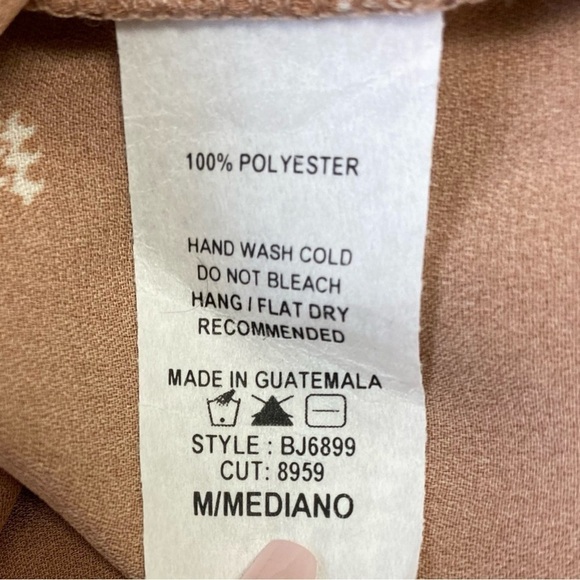 100% POLYESTER
HAND WASH COLD
DO NOT BLEACH
HANG / FLAT DRY
RECOMMENDED
MADE IN GUATEMALA
STYLE : BJ6899
CUT: 8959
M/MEDIANO